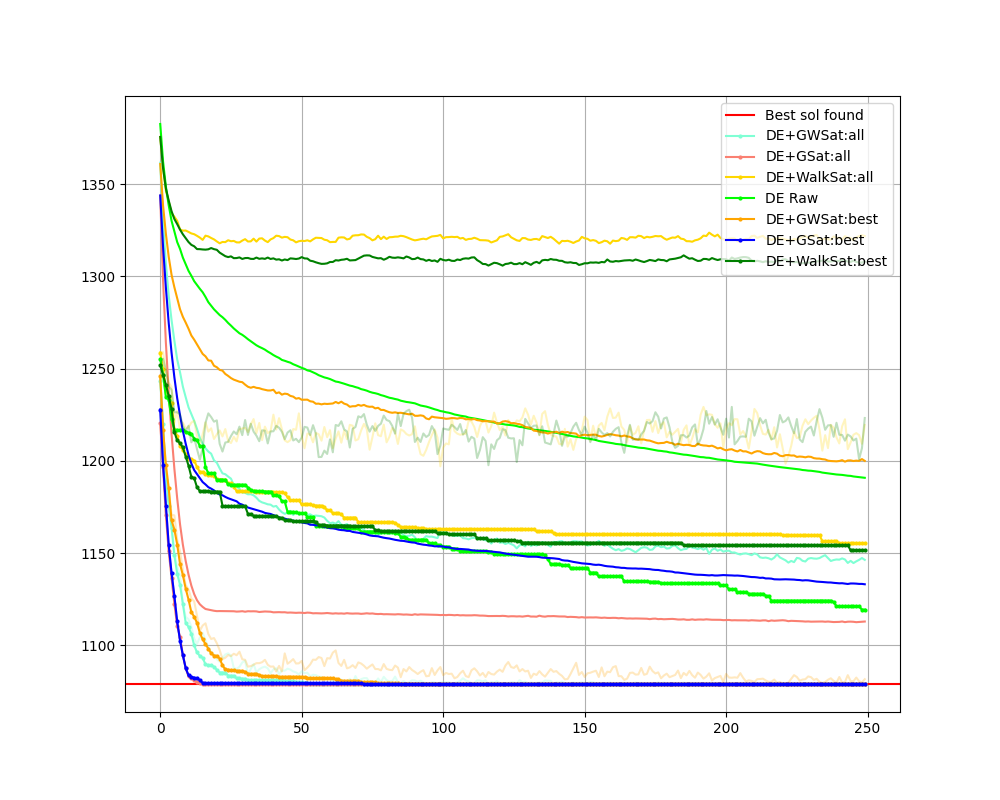 Best sol found
DE+GWSat:all
DE+GSat:all
DE+WalkSat:all
DE Raw
DE+GWSat:best
DE+GSat:best
DE+WalkSat:best
1350
1300
1250
1200
1150
1100
0 50 100 150 200 250